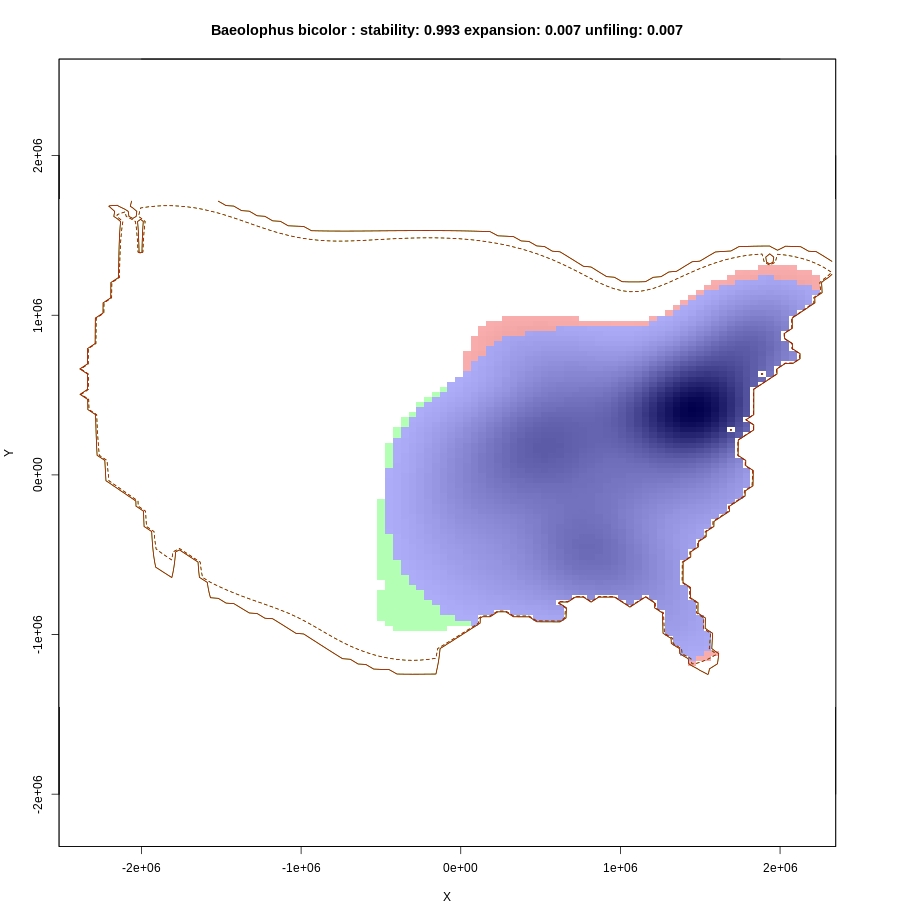 Baeolophus bicolor : stability: 0.993 expansion: 0.007 unfiling: 0.007
2e+06
1e+06
0e+00
-1e+06
-2e+06
Y
-2e+06 -1e+06 0e+00 1e+06 2e+06
X